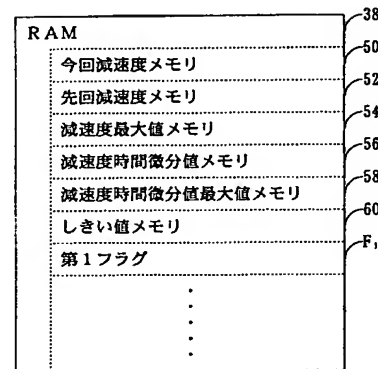 RAM
38
今回減速度メモリ
50
先回減速度メモリ
52
減速度最大値メモリ
54
減速度時間微分値メモリ
56
減速度時間微分値最大値メモリ
58
しきい値メモリ
60
第1フラグ
F1